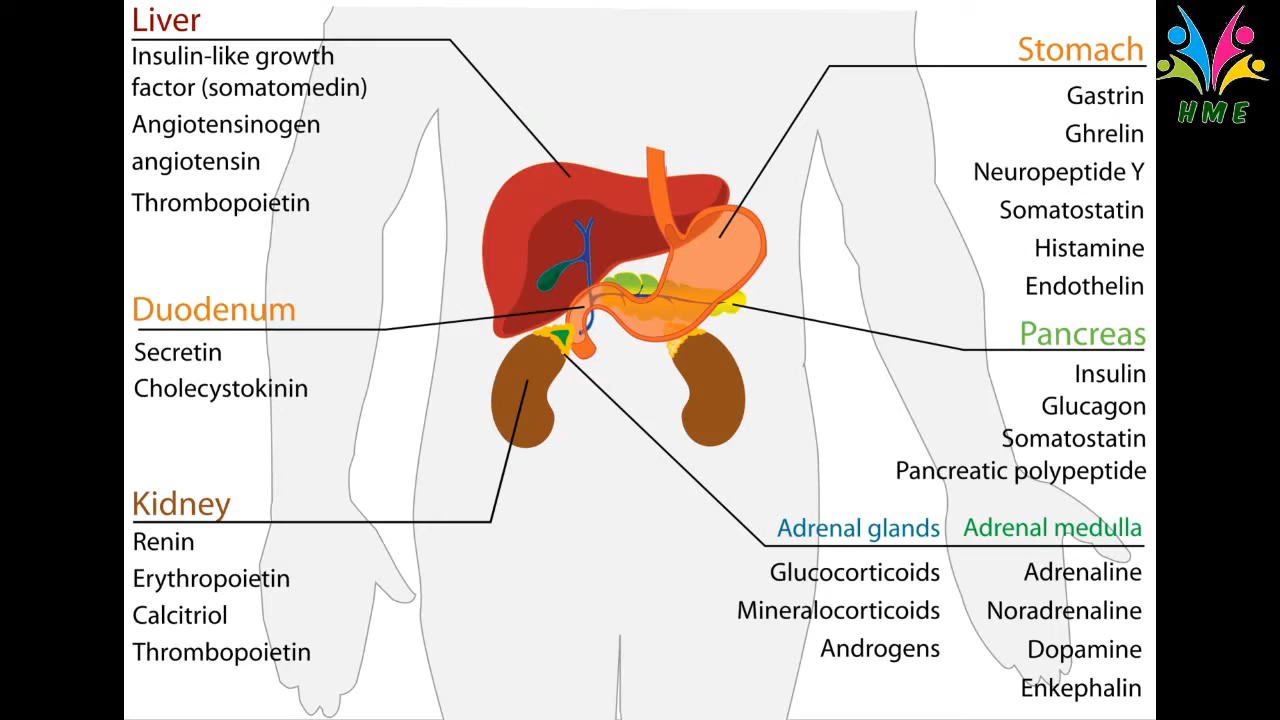 Liver
Insulin-like growth
factor (somatomedin)
Angiotensinogen
angiotensin
Thrombopoietin
Duodenum
Secretin
Cholecystokinin
Kidney
Renin
Erythropoietin
Calcitriol
Thrombopoietin
Stomach
Gastrin
Ghrelin
Neuropeptide Y
Somatostatin
Histamine
Endothelin
Pancreas
Insulin
Glucagon
Somatostatin
Pancreatic polypeptide
Adrenal glands
Glucocorticoids
Mineralocorticoids
Androgens
Adrenal medulla
Adrenaline
Noradrenaline
Dopamine
Enkephalin
HME